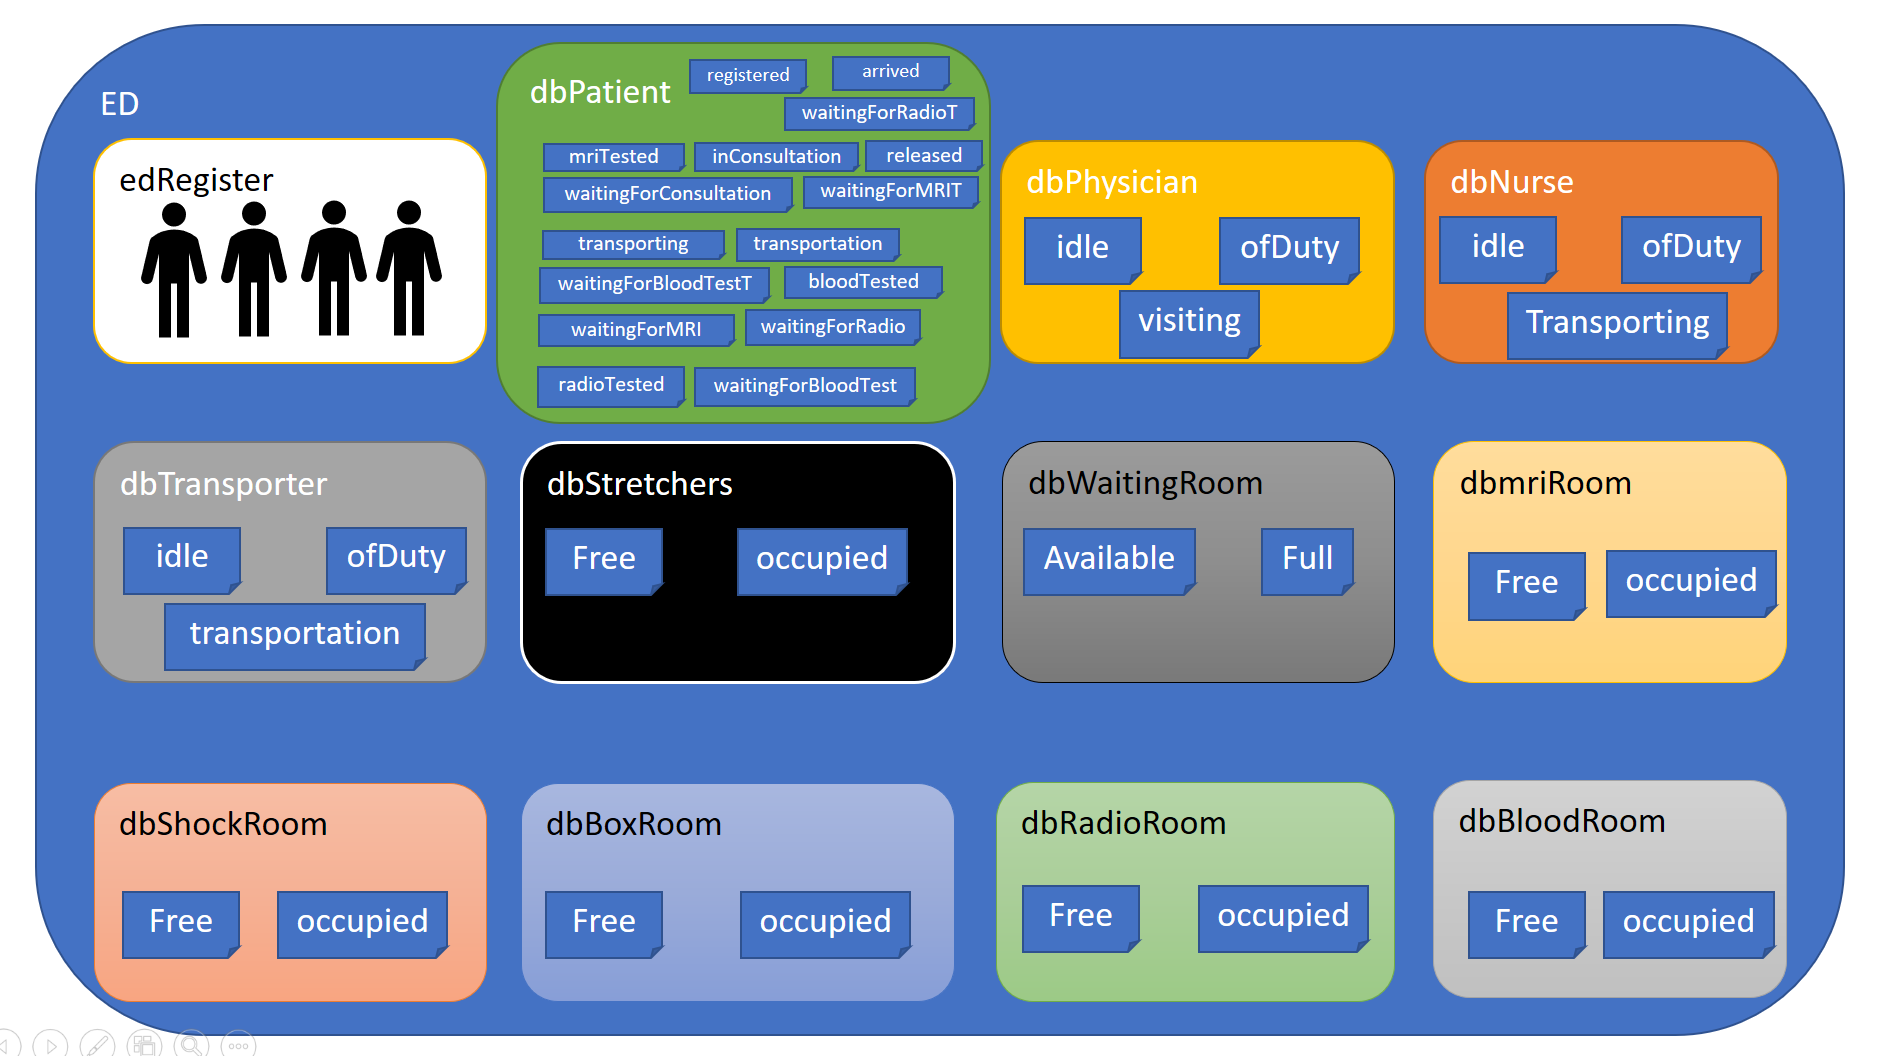 ED
edRegister
dbPatient
registered
arrived
waitingForRadioT
mriTested
inConsultation
released
waitingForConsultation
waitingForMRIT
transporting
transportation
waitingForBloodTestT
bloodTested
waitingForMRI
waitingForRadio
radioTested
waitingForBloodTest
dbPhysician
idle
ofDuty
visiting
dbNurse
idle
ofDuty
Transporting
dbTransporter
idle
ofDuty
transportation
dbStretchers
Free
occupied
dbWaitingRoom
Available
Full
dbmriRoom
Free
occupied
dbShockRoom
Free
occupied
dbBoxRoom
Free
occupied
dbRadioRoom
Free
occupied
dbBloodRoom
Free
occupied